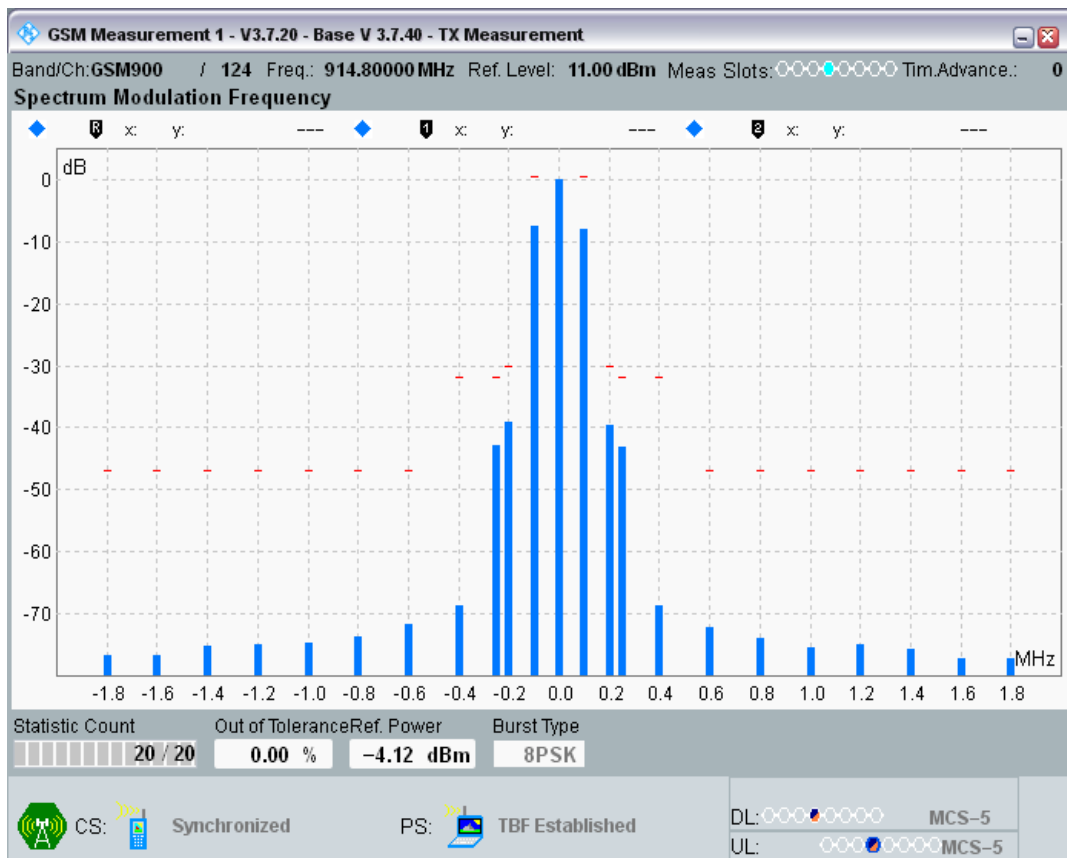 GSM Measurement 1 - V3.7.20 - Base V 3.7.40 - TX Measurement
Band/Ch:GSM900 / 124 Freq.: 914.80000 MHz Ref. Level: 11.00 dBm Meas Slots: Tim.Advance.: 0
Spectrum Modulation Frequency
R x: y: --- 1 x: y: --- 2 x: y: ---
dB
0
-10
-20
-30
-40
-50
-60
-70
MHz
-1.8 -1.6 -1.4 -1.2 -1.0 -0.8 -0.6 -0.4 -0.2 0.0 0.2 0.4 0.6 0.8 1.0 1.2 1.4 1.6 1.8
Statistic Count Out of Tolerance Ref. Power Burst Type
20 / 20 0.00 % −4.12 dBm 8PSK
CS: Synchronized PS: TBF Established DL: MCS−5
UL: MCS−5